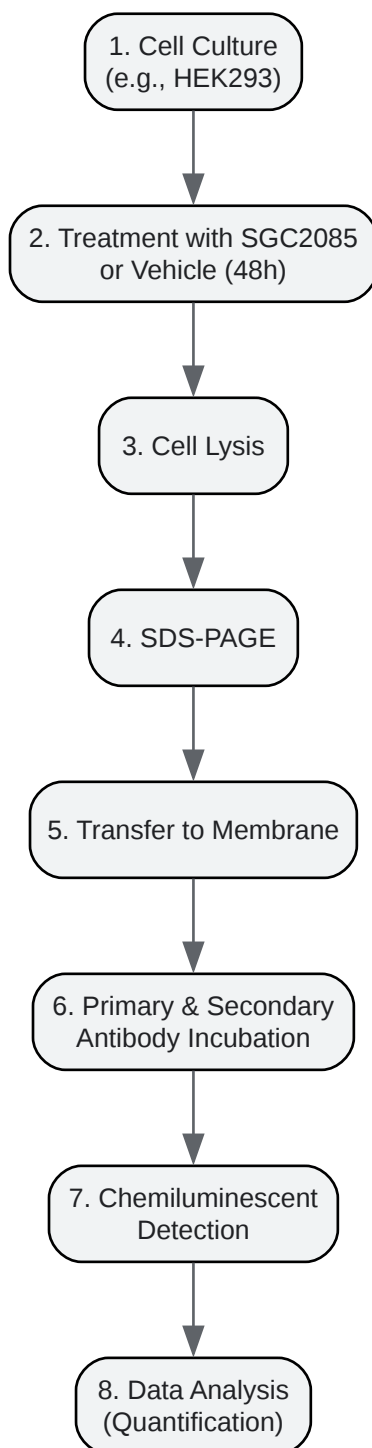 1. Cell Culture
(e.g., HEK293)
2. Treatment with SGC2085
or Vehicle (48h)
3. Cell Lysis
4. SDS-PAGE
5. Transfer to Membrane
6. Primary & Secondary
Antibody Incubation
7. Chemiluminescent
Detection
8. Data Analysis
(Quantification)